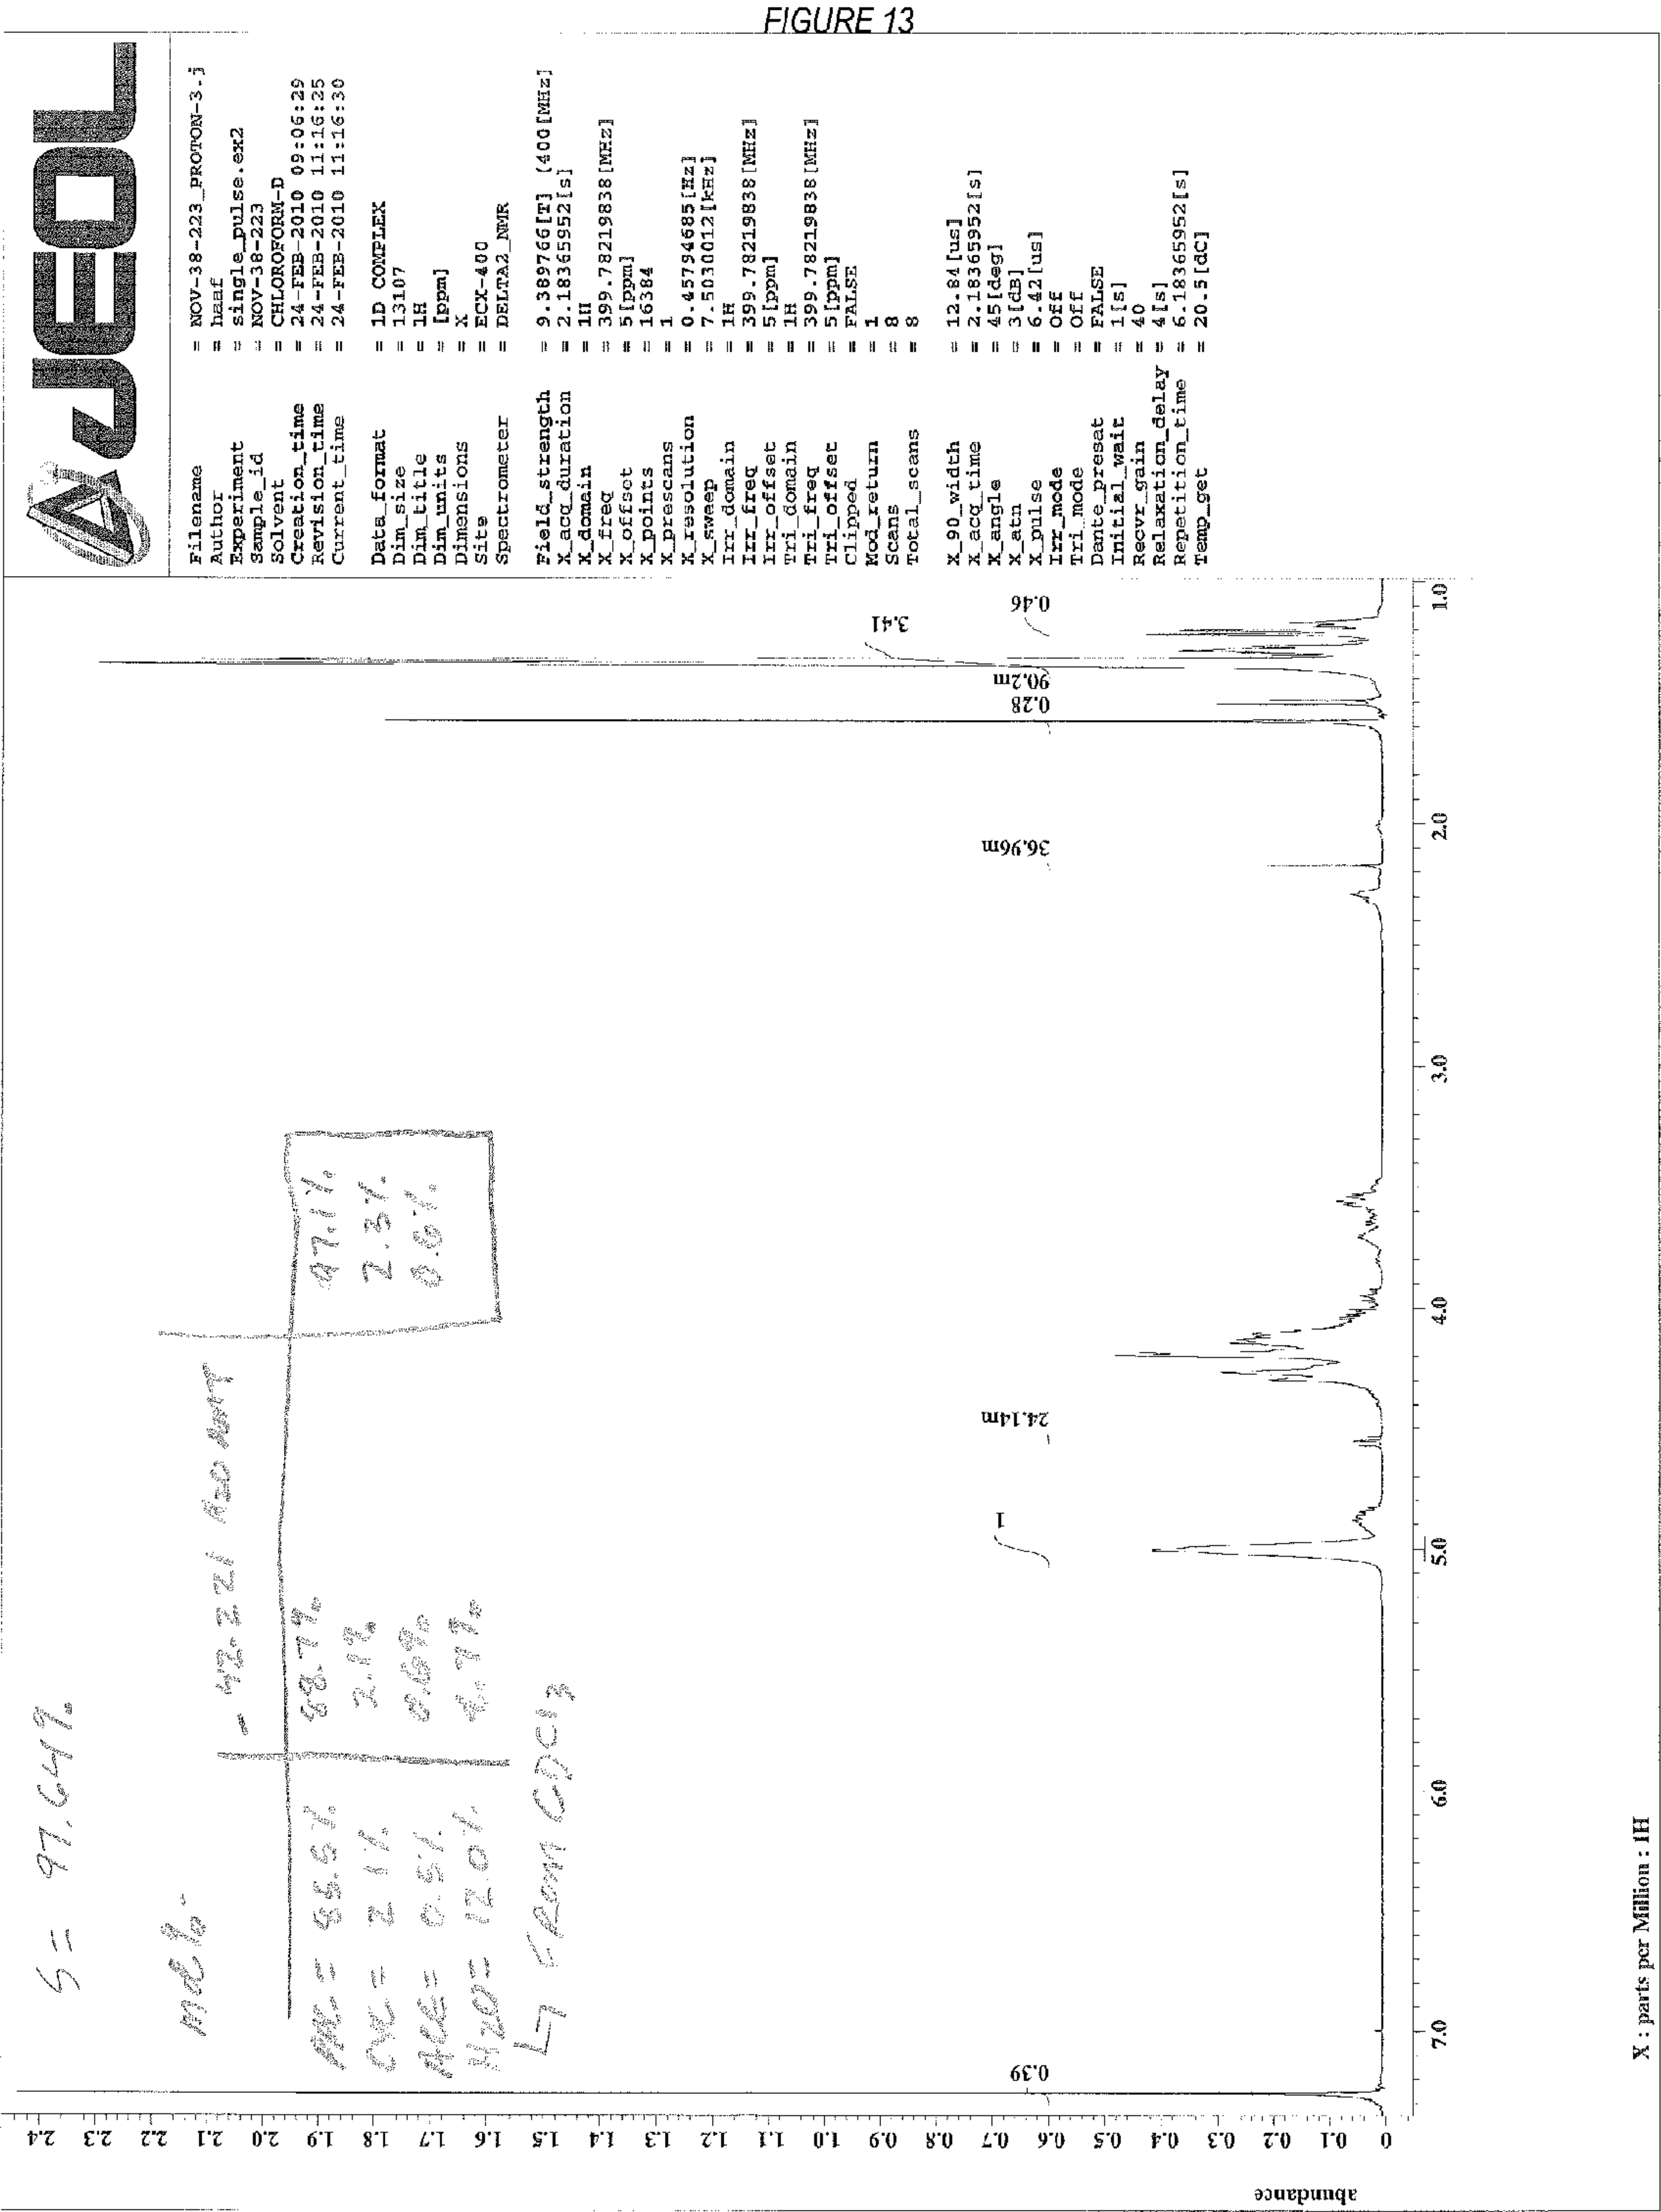 FIGURE 13
JEOL
Filename = NOV-38-223_PROTON-3.j
Author = haaf
Experiment = single_pulse.ex2
Sample_id = NOV-38-223
Solvent = CHLOROFORM-D
Creation_time = 24-FEB-2010 09:06:29
Revision_time = 24-FEB-2010 11:16:25
Current_time = 24-FEB-2010 11:16:30
Data_format = 1D COMPLEX
Dim_size = 13107
Dim_title = 1H
Dim_units = [ppm]
Dimensions = X
Site = ECX-400
Spectrometer = DELTA2_NMR
Field_strength = 9.389766[T] (400[MHz]
X_acq_duration = 2.18365952[s]
X_domain = 1H
X_freq = 399.78219838[MHz]
X_offset = 5[ppm]
X_points = 16384
X_prescans = 1
X_resolution = 0.45794685[Hz]
X_sweep = 7.5030012[kHz]
Irr_domain = 1H
Irr_freq = 399.78219838[MHz]
Irr_offset = 5[ppm]
Tri_domain = 1H
Tri_freq = 399.78219838[MHz]
Tri_offset = 5[ppm]
Clipped = FALSE
Mod_return = 1
Scans = 8
Total_scans = 8
X_90_width = 12.84[us]
X_acq_time = 2.18365952[s]
X_angle = 45[deg]
X_atn = 3[dB]
X_pulse = 6.42[us]
Irr_mode = Off
Tri_mode = Off
Dante_presat = FALSE
Initial_wait = 1[s]
Recvr_gain = 40
Relaxation_delay = 4[s]
Repetition_time = 6.18365952[s]
Temp_get = 20.5[dC]
S = 97.64%
mol%
97.1%
2.3%
0.6%
88.7%
2.1%
2.1%
0.5%
H2O = 12.0%
FROM CDCl3
0.39
1
24.14m
36.96m
0.28
90.2m
3.41
0.46
2.4 2.3 2.2 2.1 2.0 1.9 1.8 1.7 1.6 1.5 1.4 1.3 1.2 1.1 1.0 0.9 0.8 0.7 0.6 0.5 0.4 0.3 0.2 0.1 0
abundance
7.0 6.0 5.0 4.0 3.0 2.0 1.0
X : parts per Million : 1H